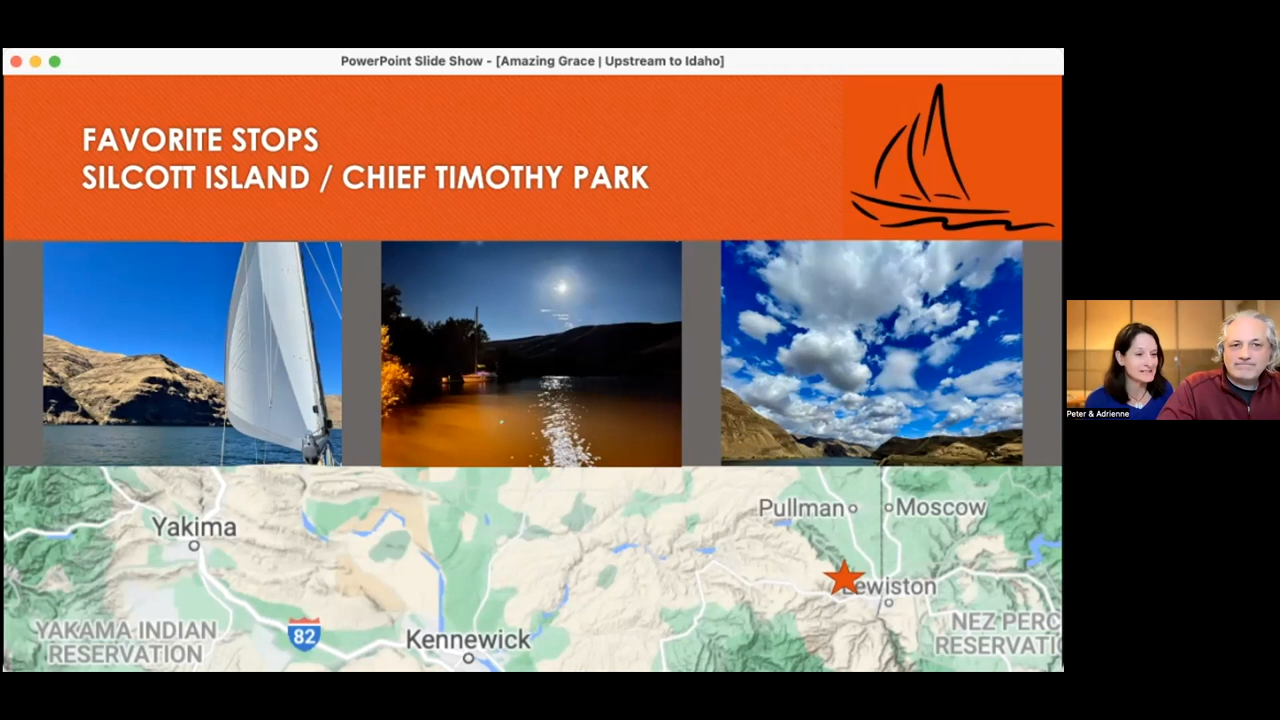 PowerPoint Slide Show - [Amazing Grace | Upstream to Idaho]
FAVORITE STOPS
SILCOTT ISLAND / CHIEF TIMOTHY PARK
Peter & Adrienne
Pullman
Moscow
Yakima
Lewiston
82
YAKAMA INDIAN
RESERVATION
Kennewick
NEZ PERC
RESERVATI